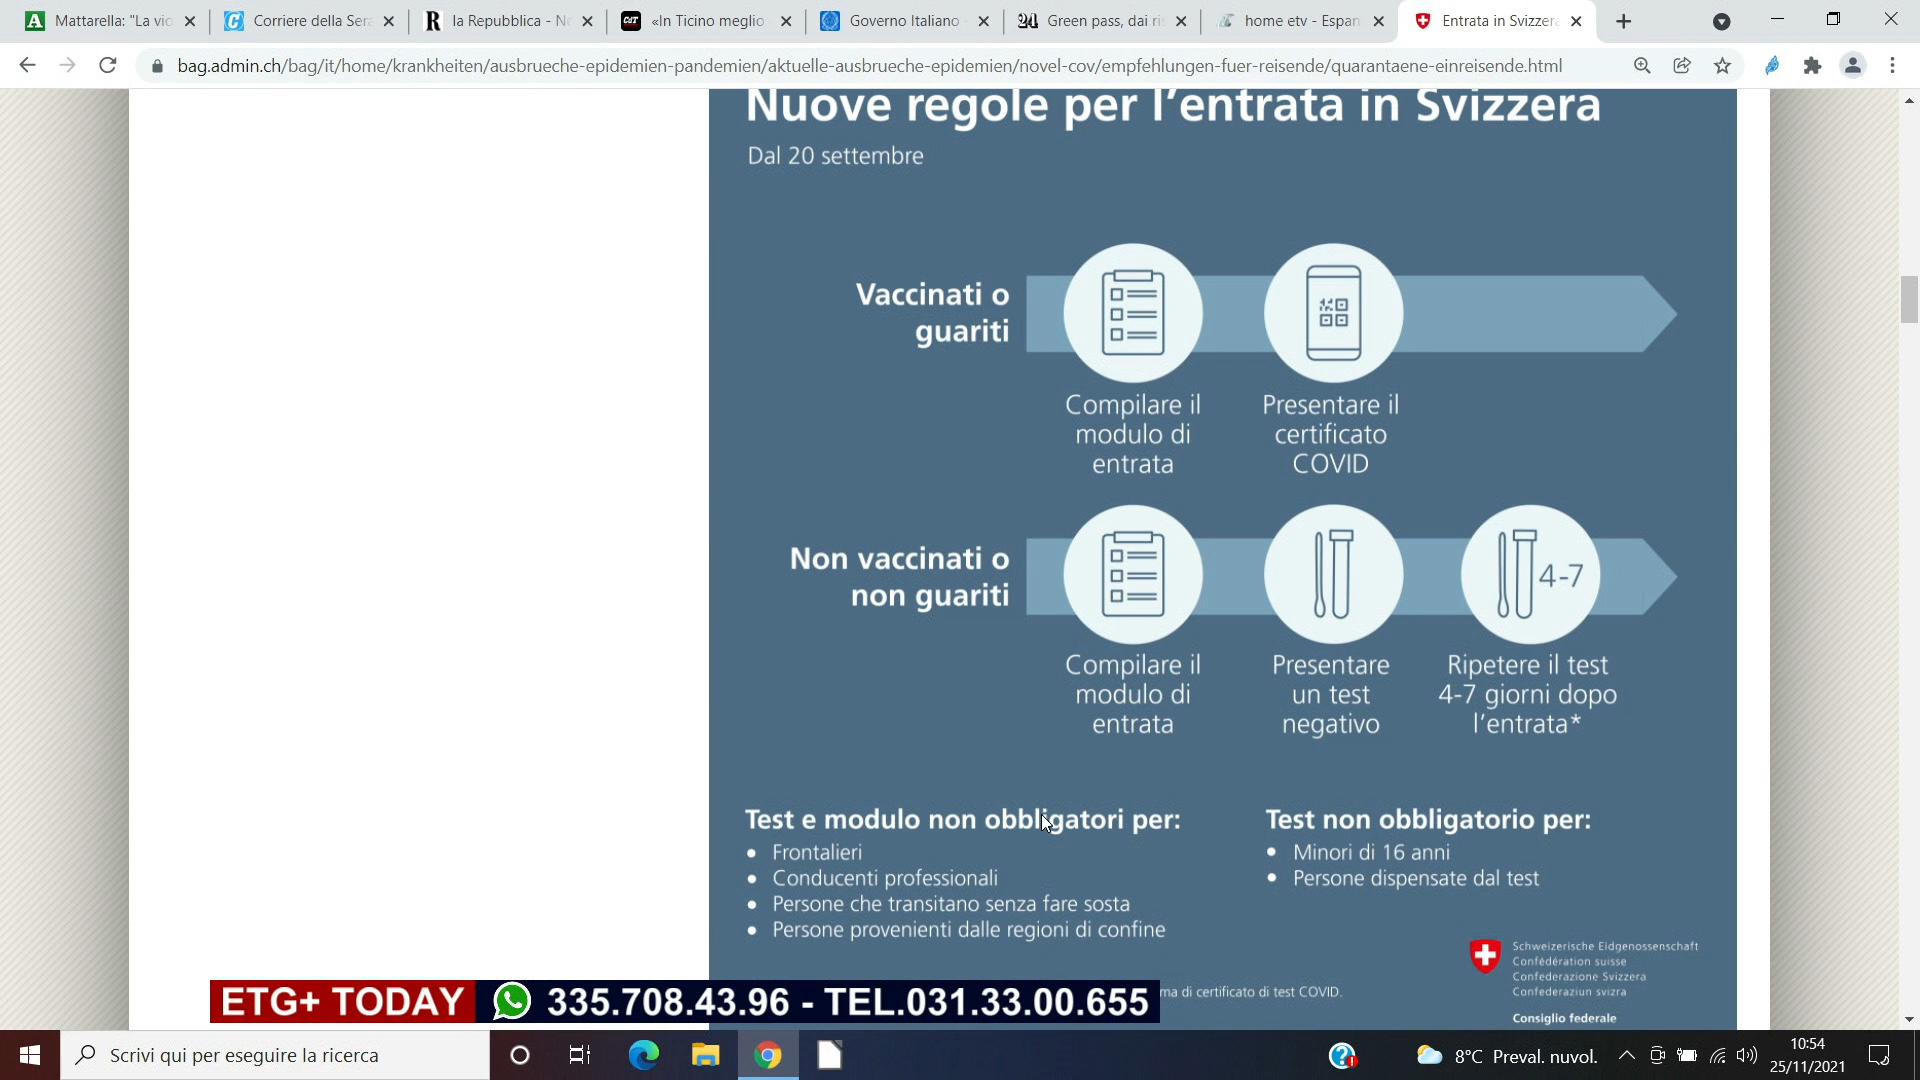 Mattarella: "La vio
Corriere della Sera
la Repubblica - Ne
CdT «In Ticino meglio
Governo Italiano -
24 Green pass, dai ris
home etv - Espan
Entrata in Svizzera
bag.admin.ch/bag/it/home/krankheiten/ausbrueche-epidemien-pandemien/aktuelle-ausbrueche-epidemien/novel-cov/empfehlungen-fuer-reisende/quarantaene-einreisende.html
Nuove regole per l'entrata in Svizzera
Dal 20 settembre
Vaccinati o
guariti
Compilare il
modulo di
entrata
Presentare il
certificato
COVID
Non vaccinati o
non guariti
4-7
Compilare il
modulo di
entrata
Presentare
un test
negativo
Ripetere il test
4-7 giorni dopo
l'entrata*
Test e modulo non obbligatori per:
• Frontalieri
• Conducenti professionali
• Persone che transitano senza fare sosta
• Persone provenienti dalle regioni di confine
Test non obbligatorio per:
• Minori di 16 anni
• Persone dispensate dal test
Schweizerische Eidgenossenschaft
Confédération suisse
Confederazione Svizzera
Confederaziun svizra
Consiglio federale
di certificato di test COVID.
ETG+ TODAY 335.708.43.96 - TEL.031.33.00.655
Scrivi qui per eseguire la ricerca
8°C Preval. nuvol.
10:54
25/11/2021